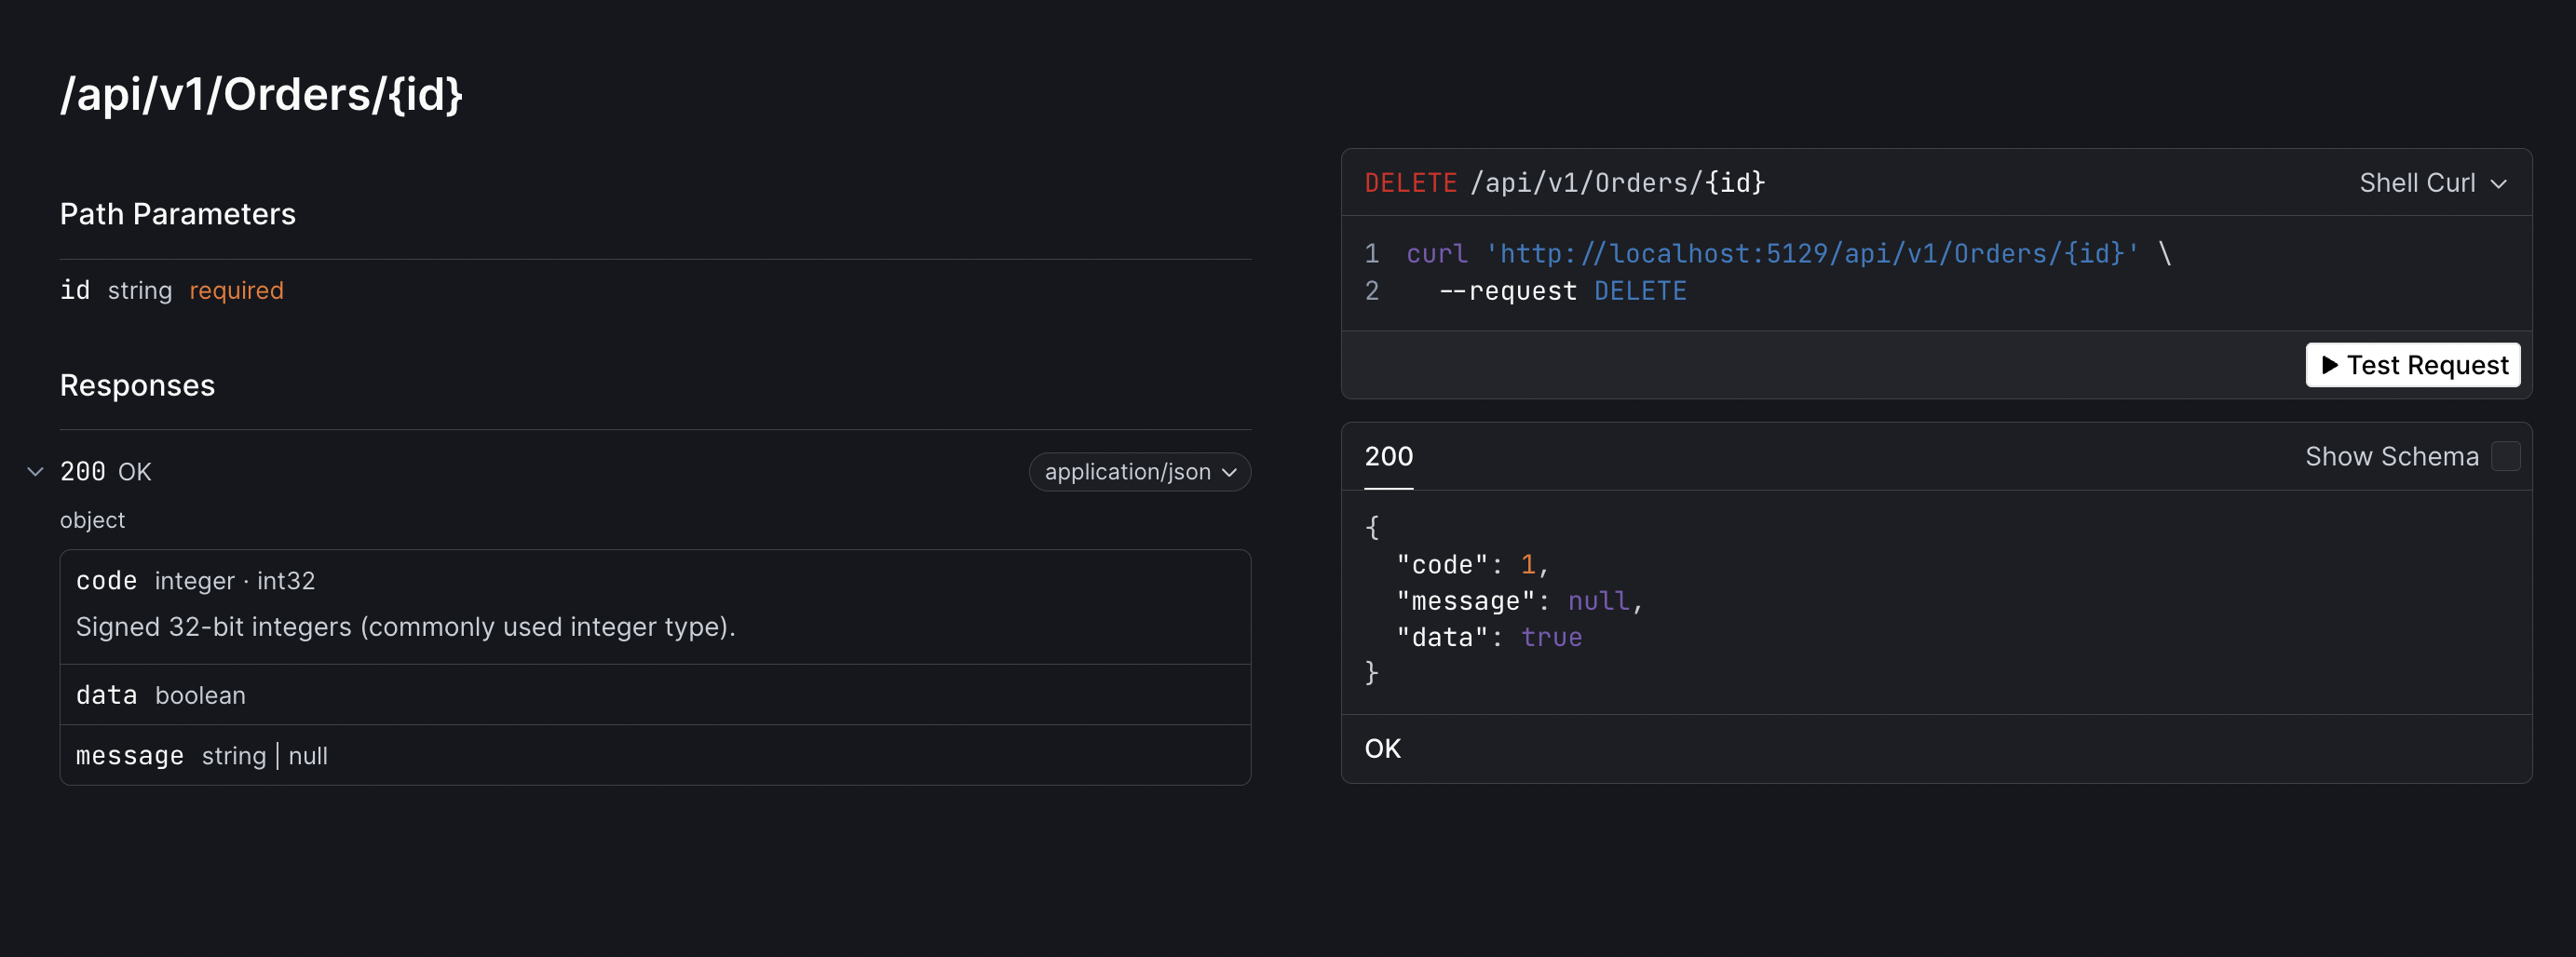 /api/v1/Orders/{id}
Path Parameters
id string required
Responses
200 OK application/json
object
code integer · int32
Signed 32-bit integers (commonly used integer type).
data boolean
message string | null
DELETE /api/v1/Orders/{id} Shell Curl
1 curl 'http://localhost:5129/api/v1/Orders/{id}' \
2 --request DELETE
Test Request
200 Show Schema
{
"code": 1,
"message": null,
"data": true
}
OK